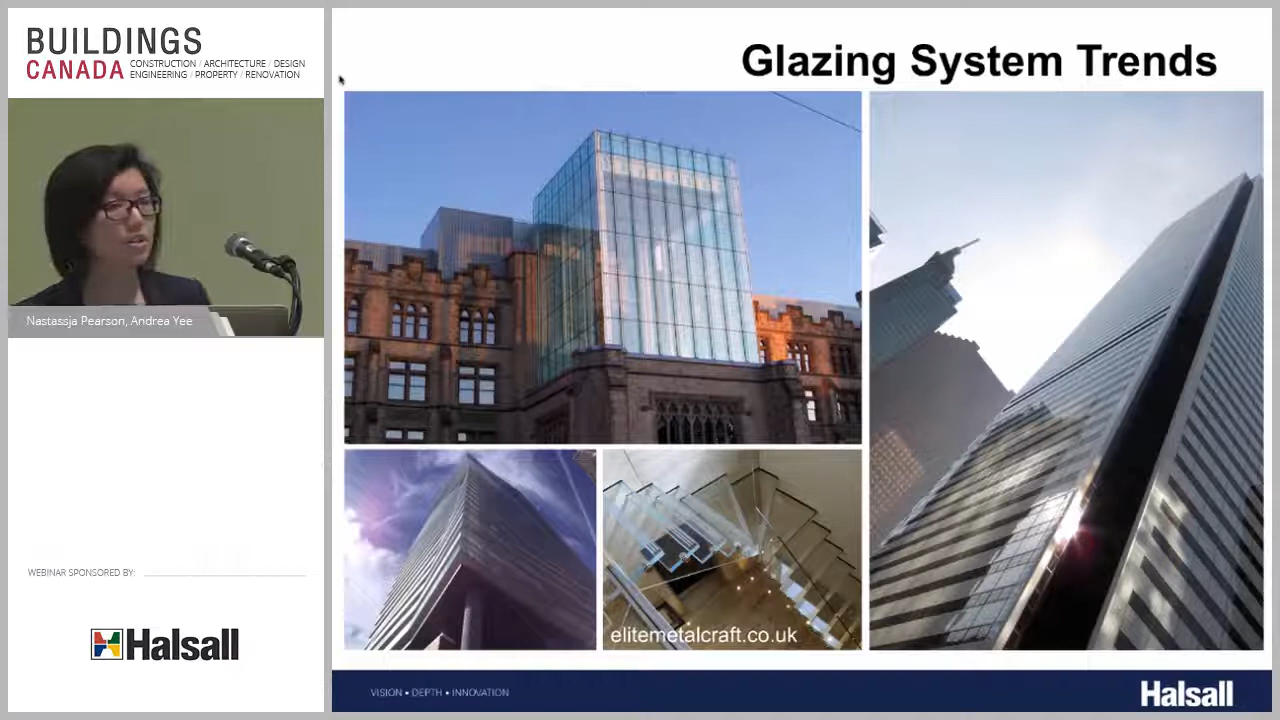 BUILDINGS
CANADA
CONSTRUCTION / ARCHITECTURE / DESIGN
ENGINEERING / PROPERTY / RENOVATION
Nastassja Pearson, Andrea Yee
WEBINAR SPONSORED BY:
Halsall
Glazing System Trends
elitemetalcraft.co.uk
VISION • DEPTH • INNOVATION
Halsall